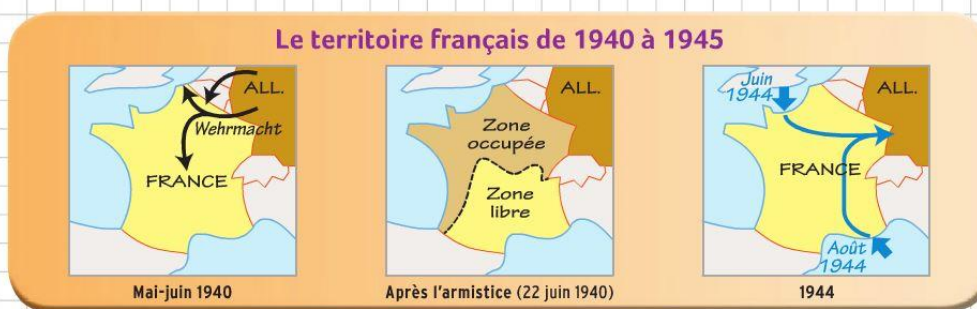 Le territoire français de 1940 à 1945
ALL.
Wehrmacht
FRANCE
Mai-juin 1940
ALL.
Zone
occupée
Zone
libre
Après l'armistice (22 juin 1940)
Juin
1944
ALL.
FRANCE
Août
1944
1944